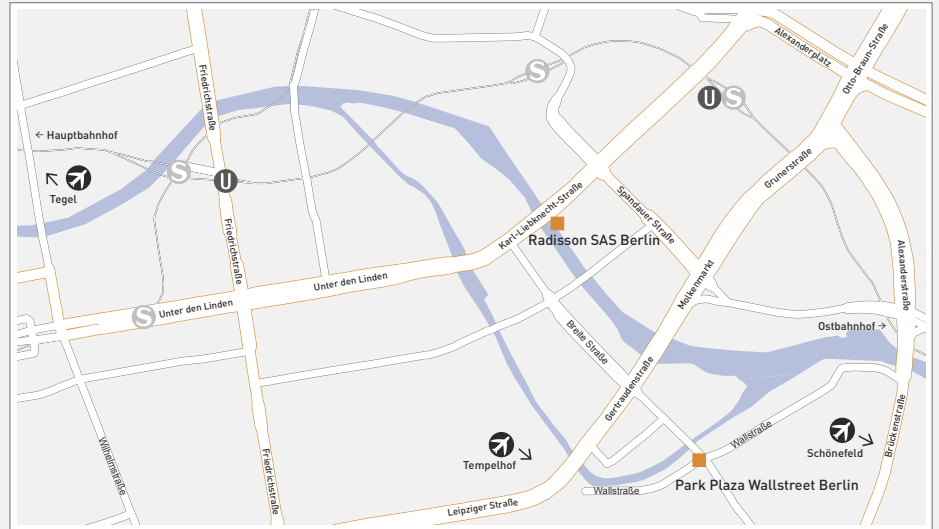 Alexanderplatz
Otto-Braun-Straße
Friedrichstraße
S
U S
← Hauptbahnhof
Grunerstraße
S
U
Tegel
Karl-Liebknecht-Straße
Spandauer Straße
Radisson SAS Berlin
Friedrichstraße
Alexanderstraße
Molkenmarkt
Unter den Linden
Unter den Linden
S
Ostbahnhof →
Breite Straße
Gertraudenstraße
Wallstraße
Brückenstraße
Wilhelmstraße
Friedrichstraße
Tempelhof
Schönefeld
Park Plaza Wallstreet Berlin
Wallstraße
Leipziger Straße